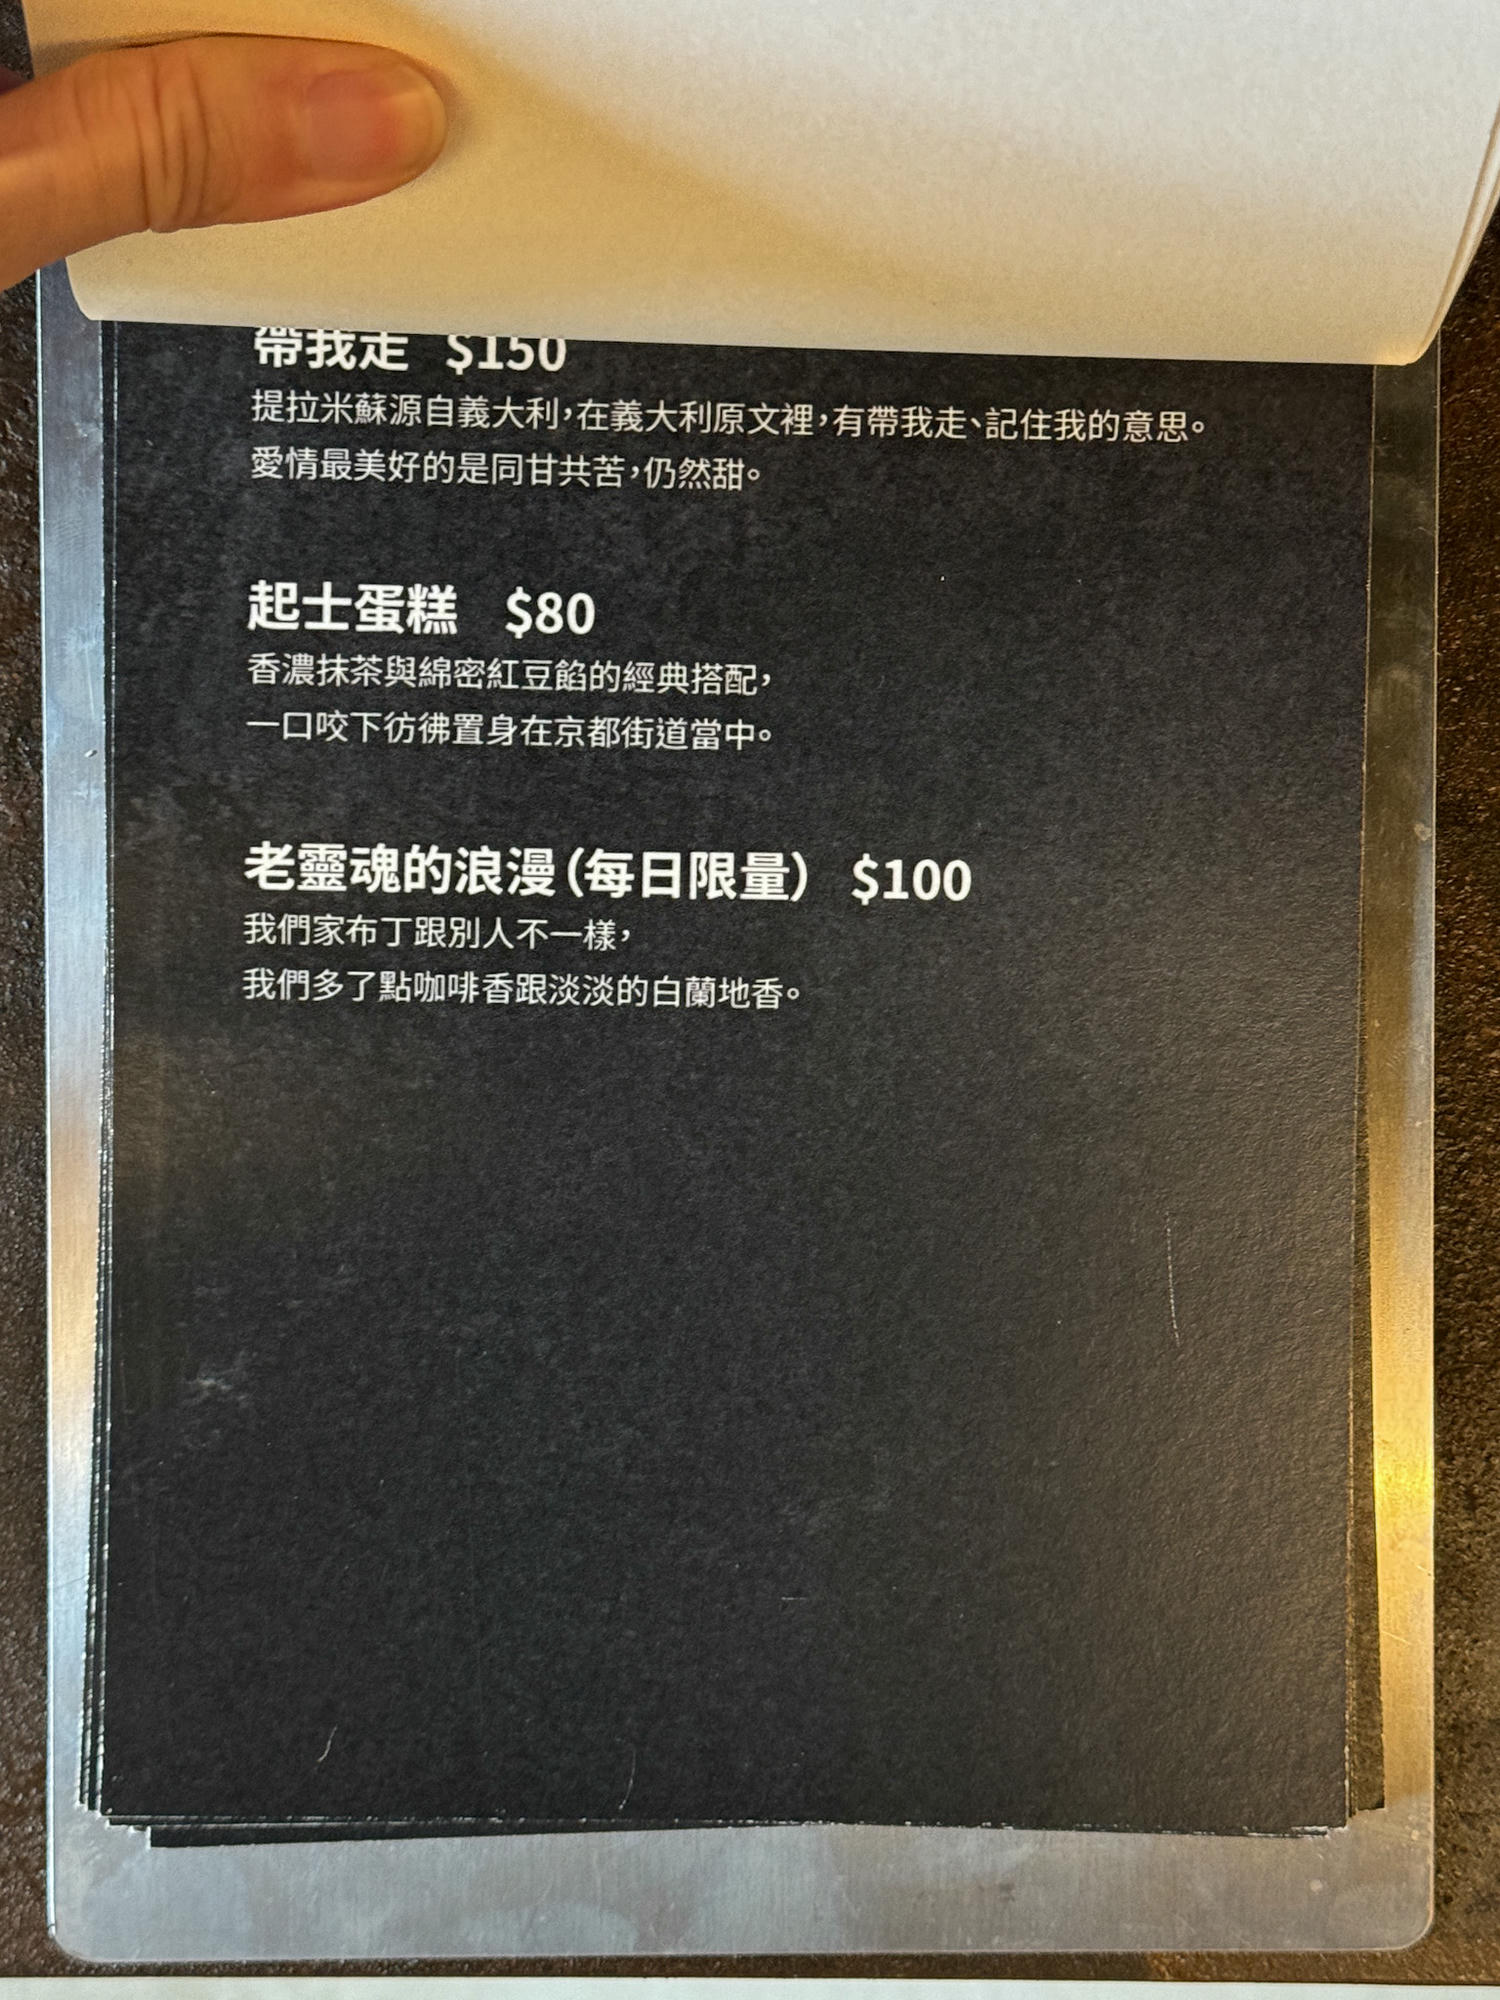 帶我走 $150
提拉米蘇源自義大利，在義大利原文裡，有帶我走、記住我的意思。
愛情最美好的是同甘共苦，仍然甜。
起士蛋糕 $80
香濃抹茶與綿密紅豆餡的經典搭配，
一口咬下彷彿置身在京都街道當中。
老靈魂的浪漫（每日限量） $100
我們家布丁跟別人不一樣，
我們多了點咖啡香跟淡淡的白蘭地香。